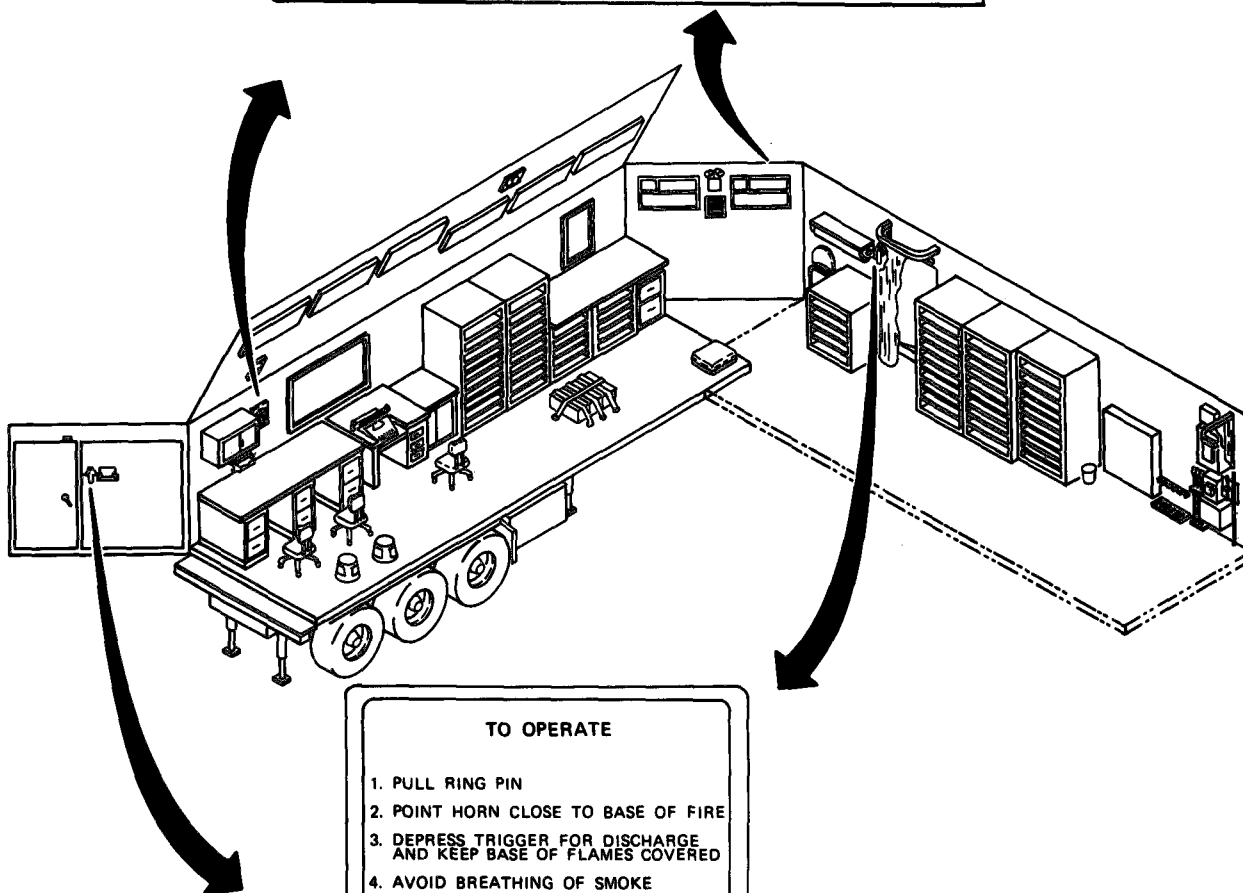 TO OPERATE
1. PULL RING PIN
2. POINT HORN CLOSE TO BASE OF FIRE
3. DEPRESS TRIGGER FOR DISCHARGE
AND KEEP BASE OF FLAMES COVERED
4. AVOID BREATHING OF SMOKE